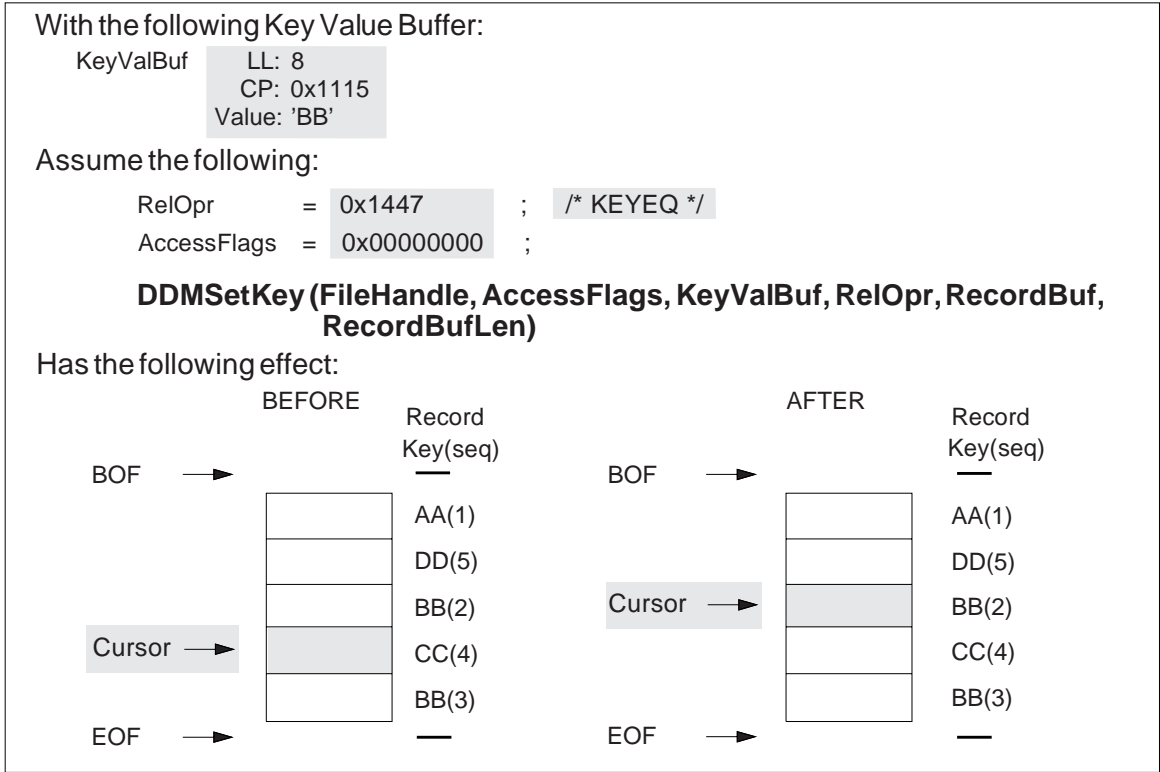 With the following Key Value Buffer:
KeyValBuf LL: 8
CP: 0x1115
Value: ’BB’
Assume the following:
RelOpr = 0x1447 ; /* KEYEQ */
AccessFlags = 0x00000000 ;
DDMSetKey (FileHandle, AccessFlags, KeyValBuf, RelOpr, RecordBuf,
RecordBufLen)
Has the following effect:
BEFORE
Record
Key(seq)
BOF
AA(1)
DD(5)
BB(2)
Cursor
CC(4)
BB(3)
EOF
AFTER
Record
Key(seq)
BOF
AA(1)
DD(5)
Cursor
BB(2)
CC(4)
BB(3)
EOF